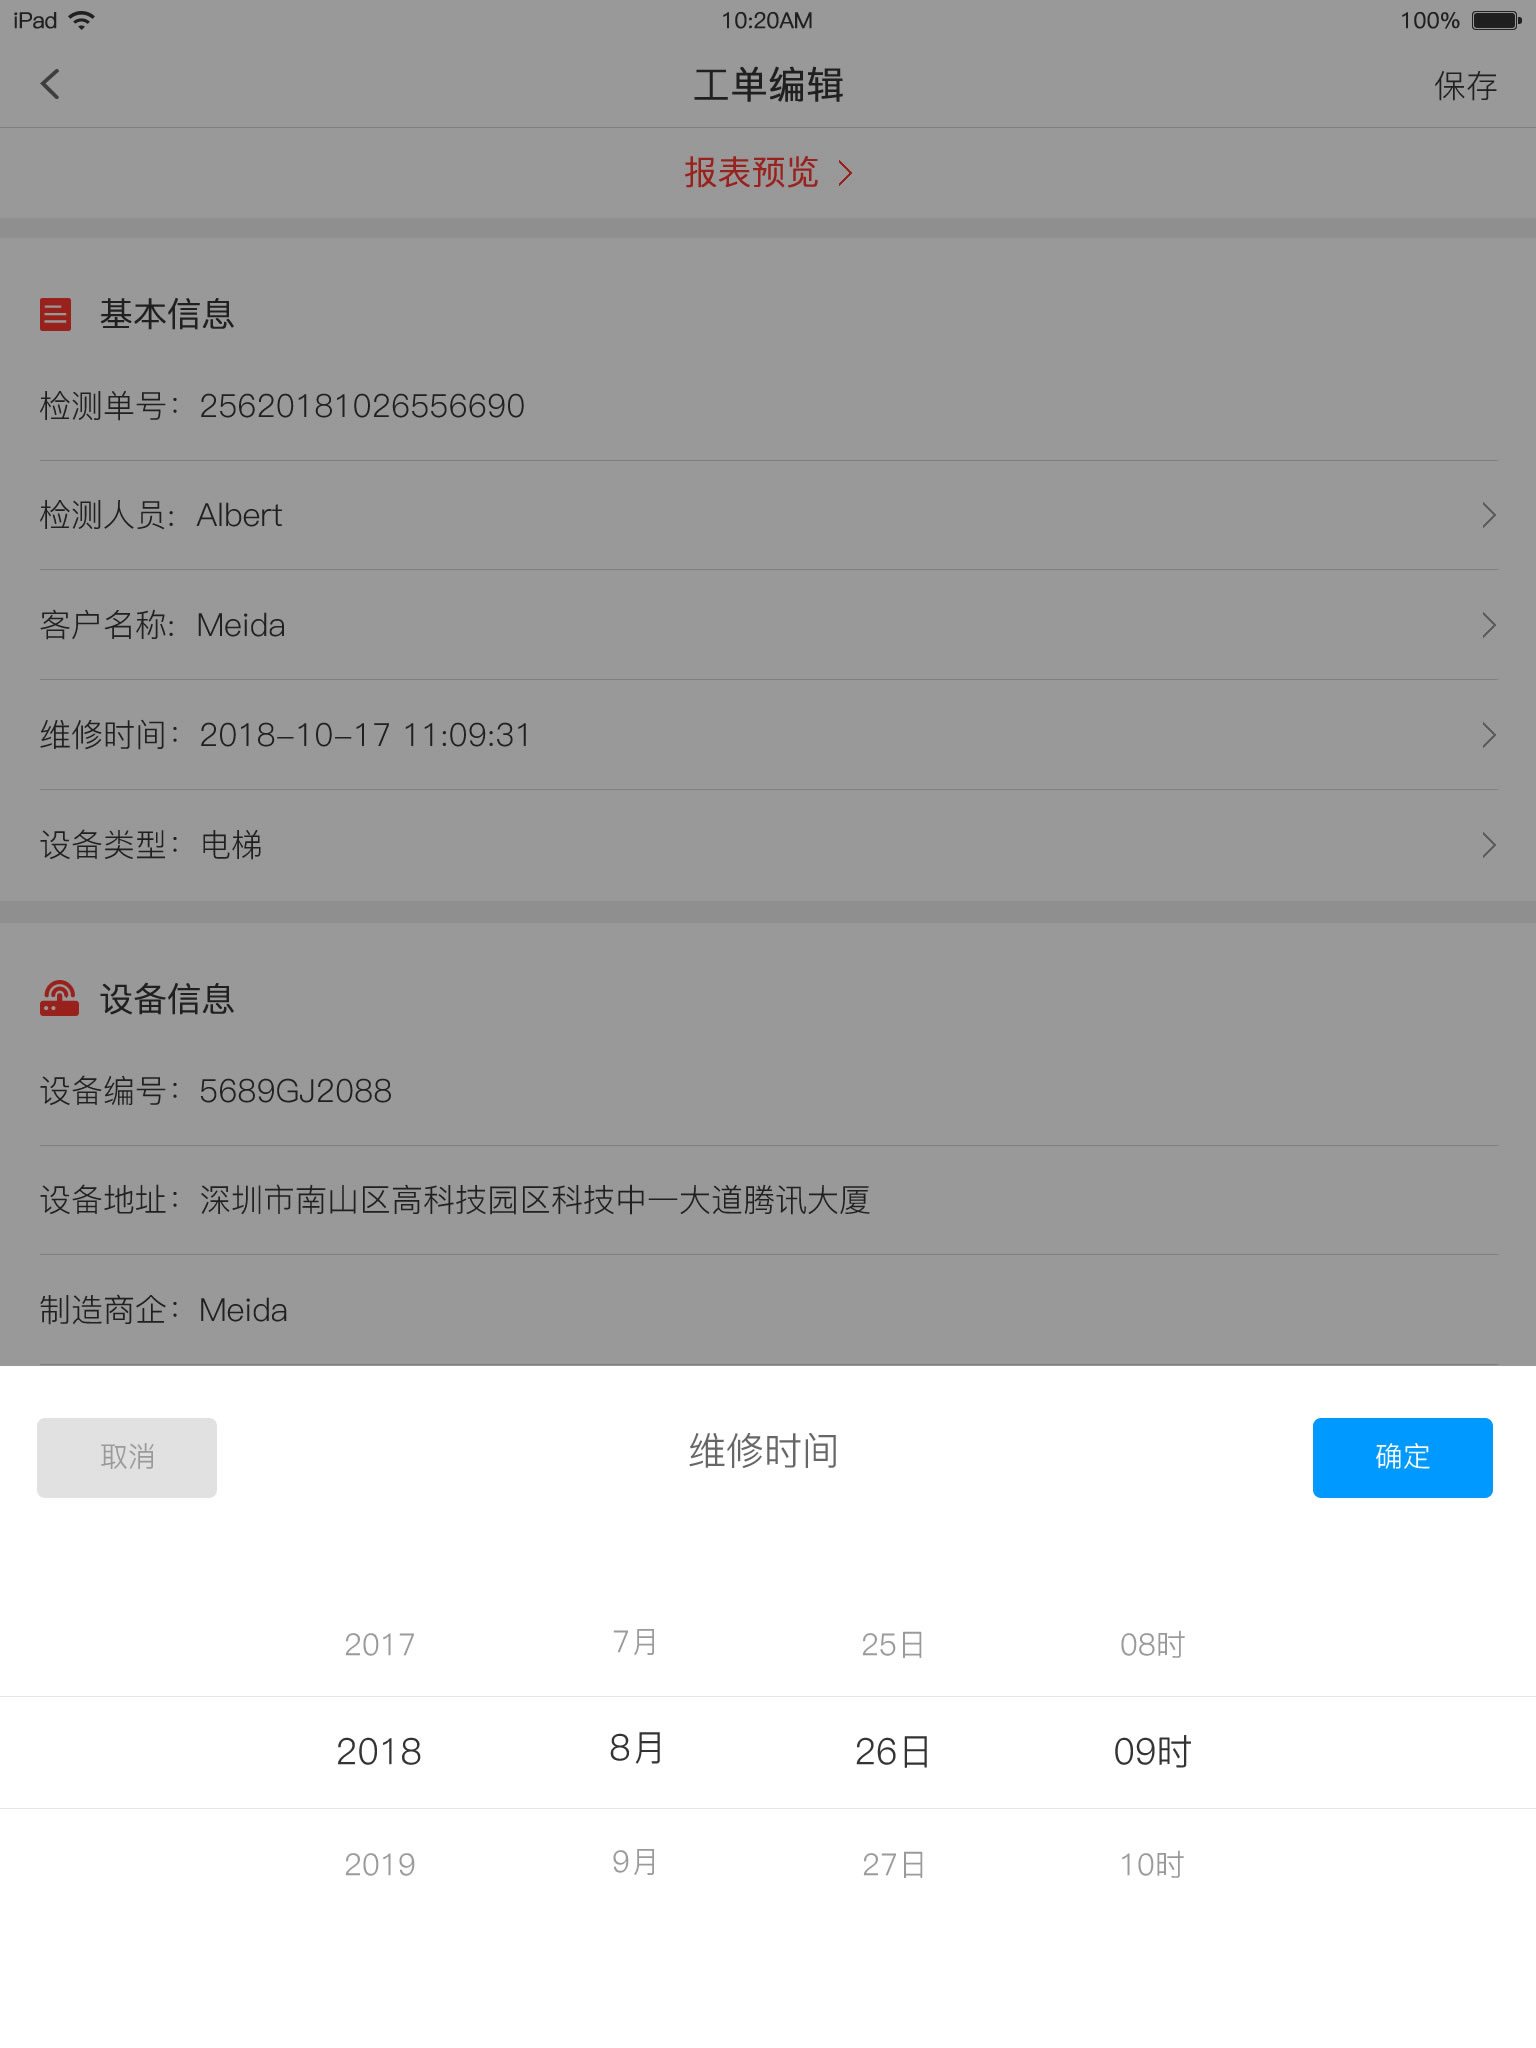 iPad 10:20AM 100%
工单编辑 保存
报表预览
基本信息
检测单号：25620181026556690
检测人员：Albert
客户名称：Meida
维修时间：2018-10-17 11:09:31
设备类型：电梯
设备信息
设备编号：5689GJ2088
设备地址：深圳市南山区高科技园区科技中一大道腾讯大厦
制造商企：Meida
取消 维修时间 确定
2017 7月 25日 08时
2018 8月 26日 09时
2019 9月 27日 10时